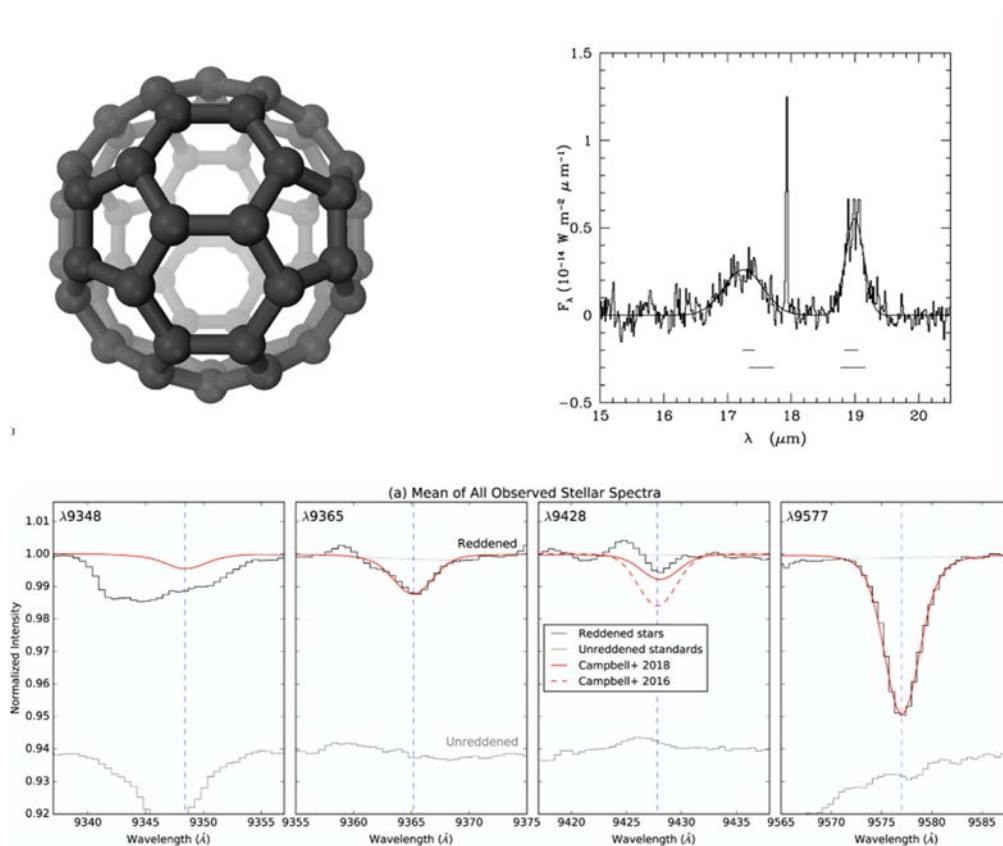 1.5
1
0.5
0
−0.5
F_λ (10⁻¹⁴ W m⁻² μm⁻¹)
15 16 17 18 19 20
λ (μm)
(a) Mean of All Observed Stellar Spectra
λ9348
λ9365
λ9428
λ9577
Reddened
Reddened stars
Unreddened standards
Campbell+ 2018
Campbell+ 2016
Unreddened
Normalized Intensity
1.01
1.00
0.99
0.98
0.97
0.96
0.95
0.94
0.93
0.92
9340 9345 9350 9355
9355 9360 9365 9370 9375
9420 9425 9430 9435
9565 9570 9575 9580 9585
Wavelength (Å)
Wavelength (Å)
Wavelength (Å)
Wavelength (Å)